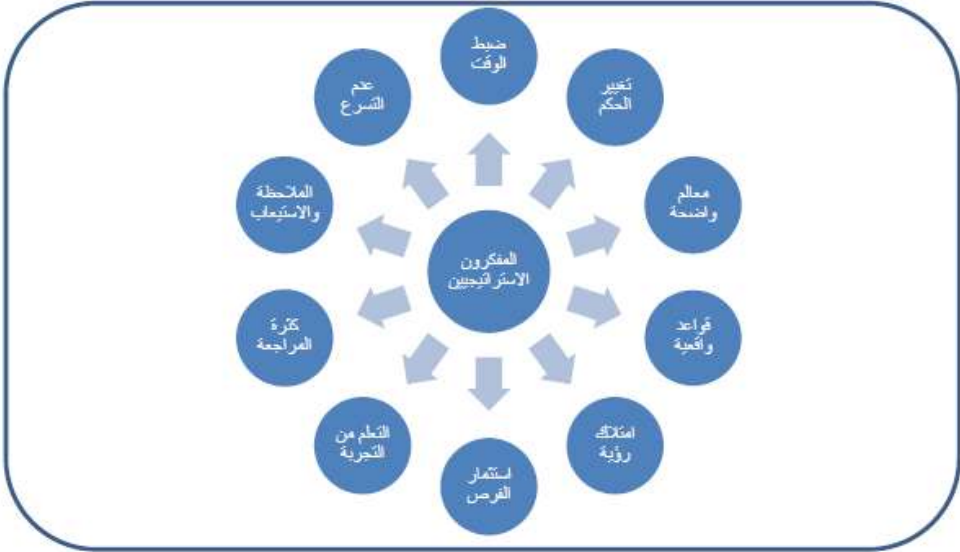 المفكرون
الاستراتيجيين
ضبط
الوقت
تغيير
الحكم
معالم
واضحة
قواعد
واقعية
امتلاك
رؤية
استثمار
الفرص
التعلم من
التجربة
كثرة
المراجعة
الملاحظة
والاستيعاب
عدم
التسرع